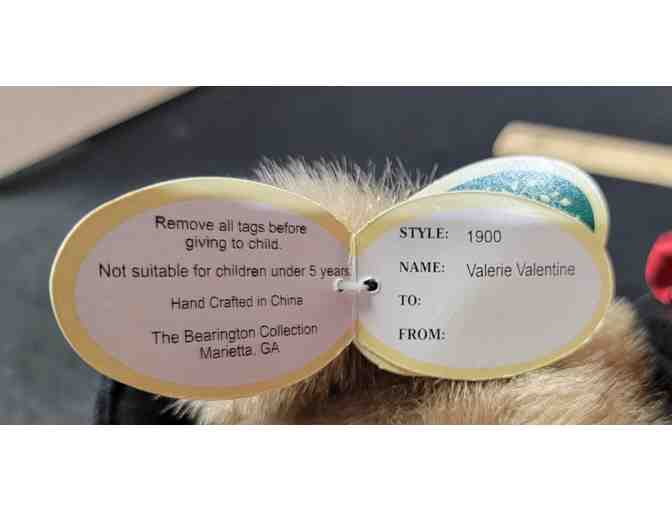 Remove all tags before
giving to child.
Not suitable for children under 5 years.
Hand Crafted in China
The Bearington Collection
Marietta. GA
STYLE: 1900
NAME: Valerie Valentine
TO:
FROM: